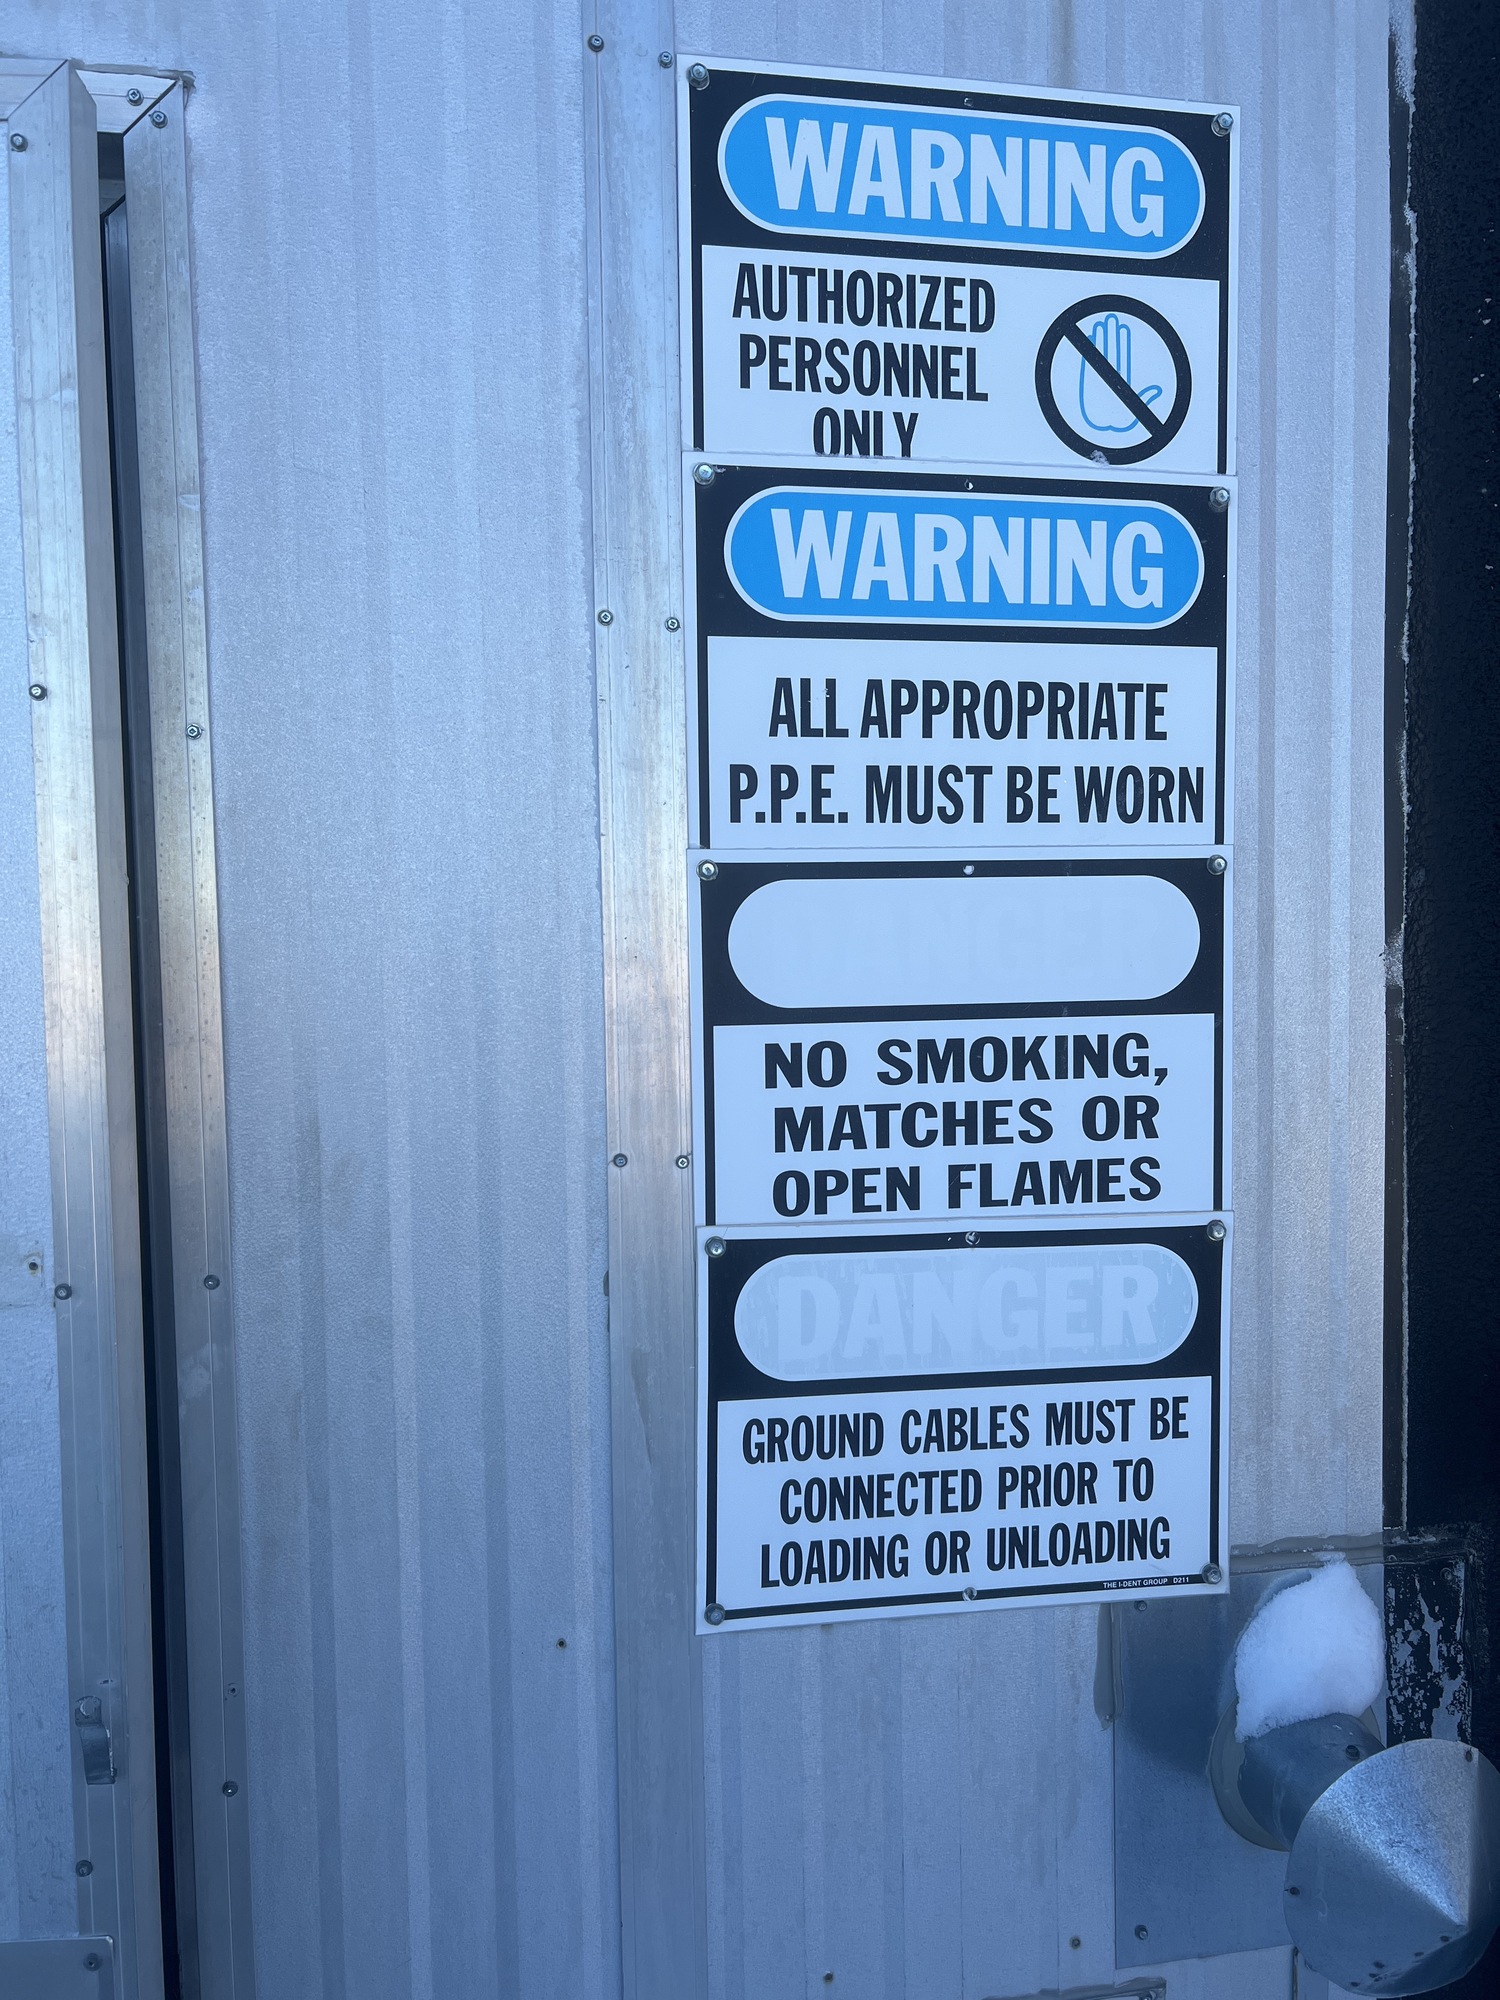 WARNING
AUTHORIZED
PERSONNEL
ONLY
WARNING
ALL APPROPRIATE
P.P.E. MUST BE WORN
DANGER
NO SMOKING,
MATCHES OR
OPEN FLAMES
DANGER
GROUND CABLES MUST BE
CONNECTED PRIOR TO
LOADING OR UNLOADING
THE I-DENT GROUP D211